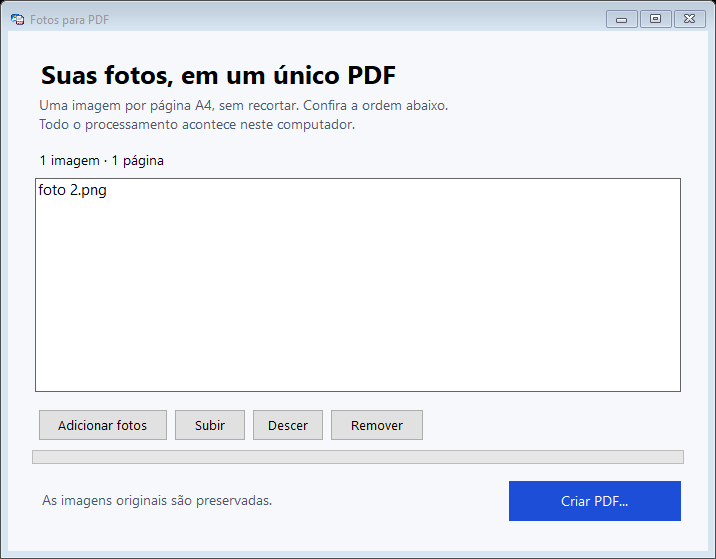 Fotos para PDF
Suas fotos, em um único PDF
Uma imagem por página A4, sem recortar. Confira a ordem abaixo.
Todo o processamento acontece neste computador.
1 imagem · 1 página
foto 2.png
Adicionar fotos
Subir
Descer
Remover
As imagens originais são preservadas.
Criar PDF...